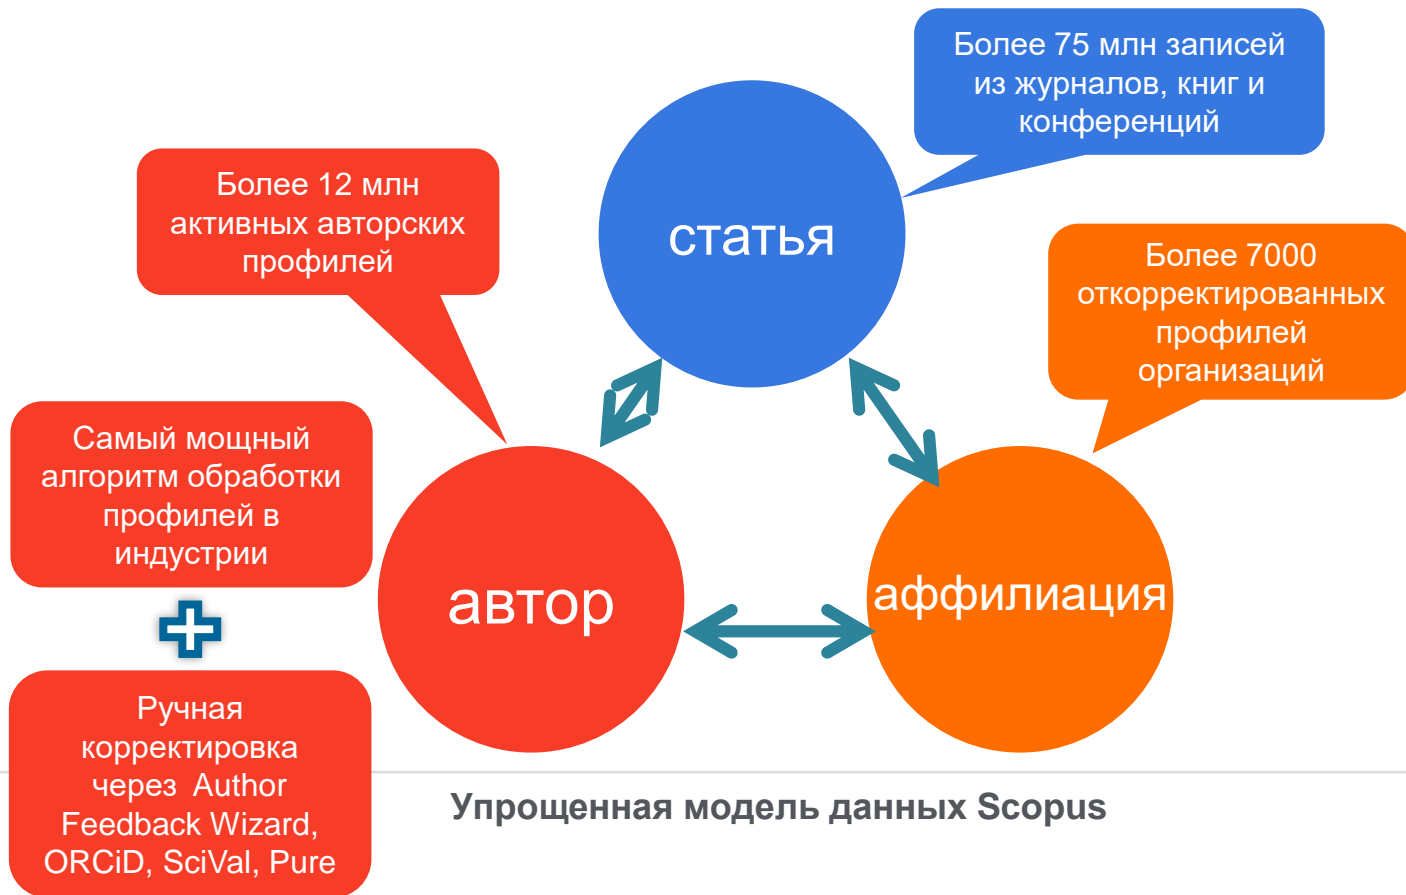 Более 75 млн записей
из журналов, книг и
конференций
Более 12 млн
активных авторских
профилей
статья
Более 7000
откорректированных
профилей
организаций
Самый мощный
алгоритм обработки
профилей в
индустрии
автор
аффилиация
Ручная
корректировка
через Author
Feedback Wizard,
ORCiD, SciVal, Pure
Упрощенная модель данных Scopus